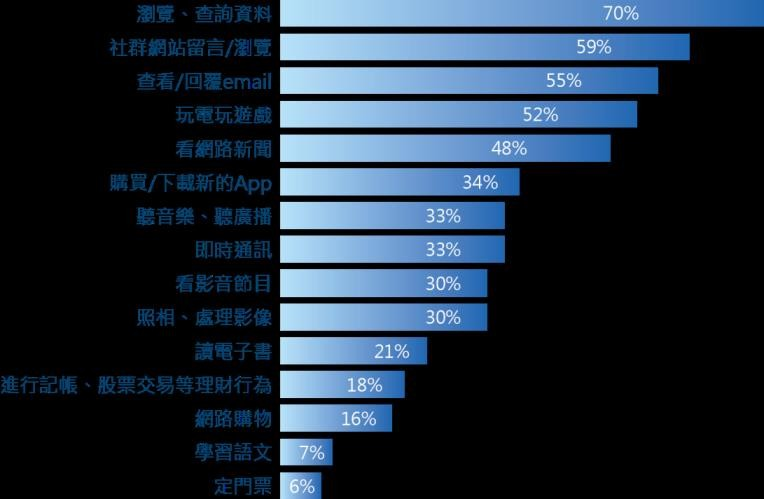 瀏覽、查詢資料 70%
社群網站留言/瀏覽 59%
查看/回覆email 55%
玩電玩遊戲 52%
看網路新聞 48%
購買/下載新的App 34%
聽音樂、聽廣播 33%
即時通訊 33%
看影音節目 30%
照相、處理影像 30%
讀電子書 21%
進行記帳、股票交易等理財行為 18%
網路購物 16%
學習語文 7%
定門票 6%